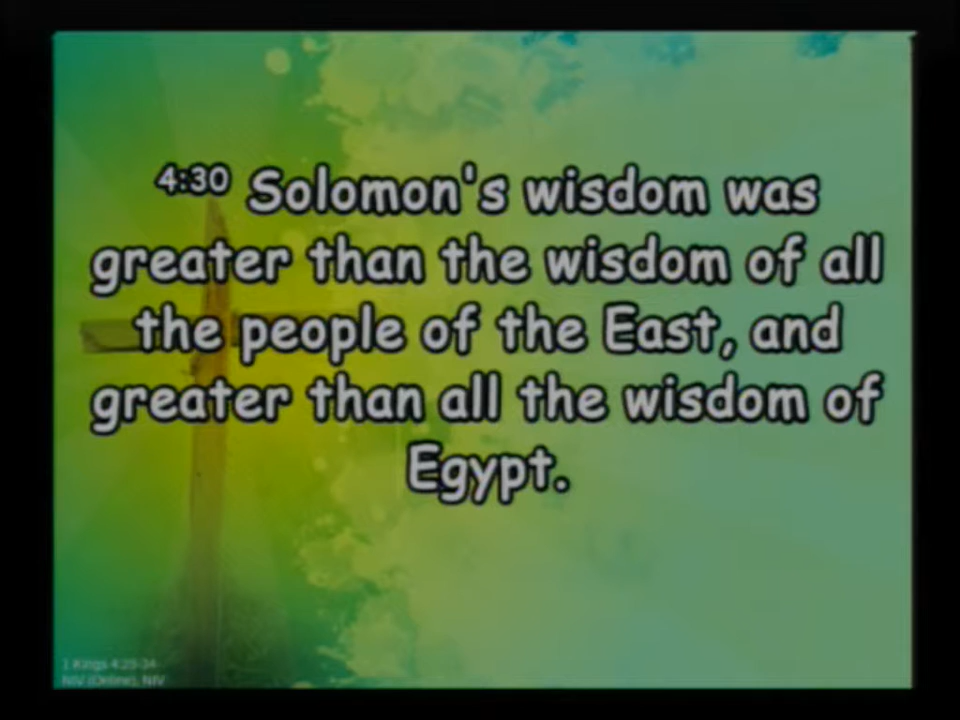 4:30 Solomon's wisdom was
greater than the wisdom of all
the people of the East, and
greater than all the wisdom of
Egypt.
1 Kings 4:29-34
NIV (Online), NIV